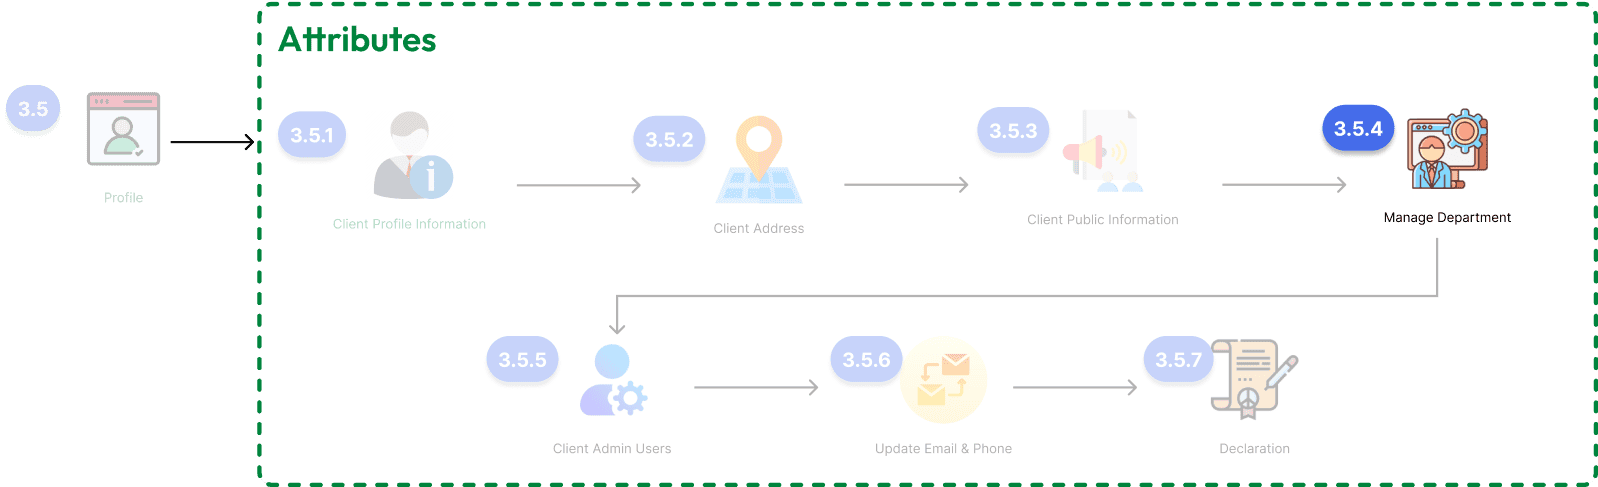 Attributes
3.5
Profile
3.5.1
Client Profile Information
3.5.2
Client Address
3.5.3
Client Public Information
3.5.4
Manage Department
3.5.5
Client Admin Users
3.5.6
Update Email & Phone
3.5.7
Declaration